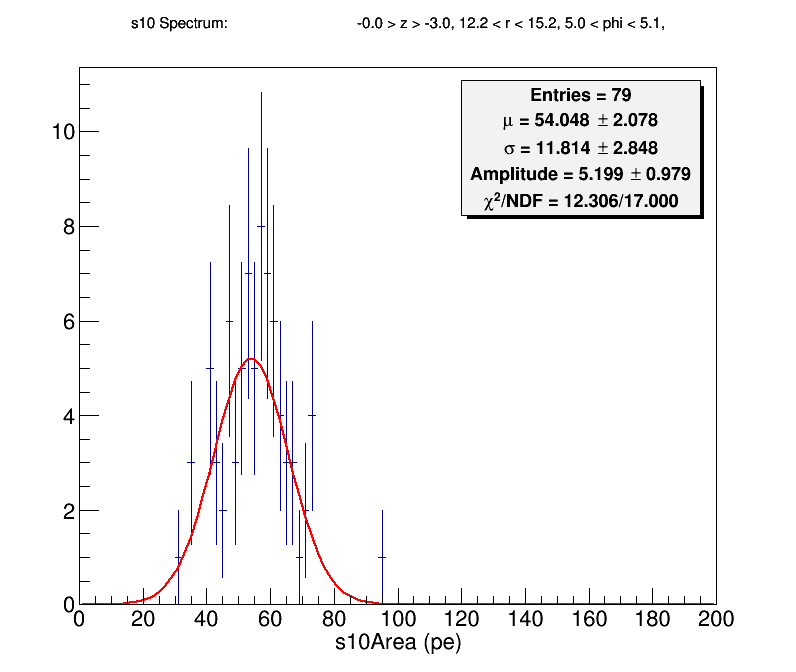 s10 Spectrum: -0.0 > z > -3.0, 12.2 < r < 15.2, 5.0 < phi < 5.1,
Entries = 79
μ = 54.048 ± 2.078
σ = 11.814 ± 2.848
Amplitude = 5.199 ± 0.979
χ²/NDF = 12.306/17.000
10
8
6
4
2
0
0 20 40 60 80 100 120 140 160 180 200
s10Area (pe)